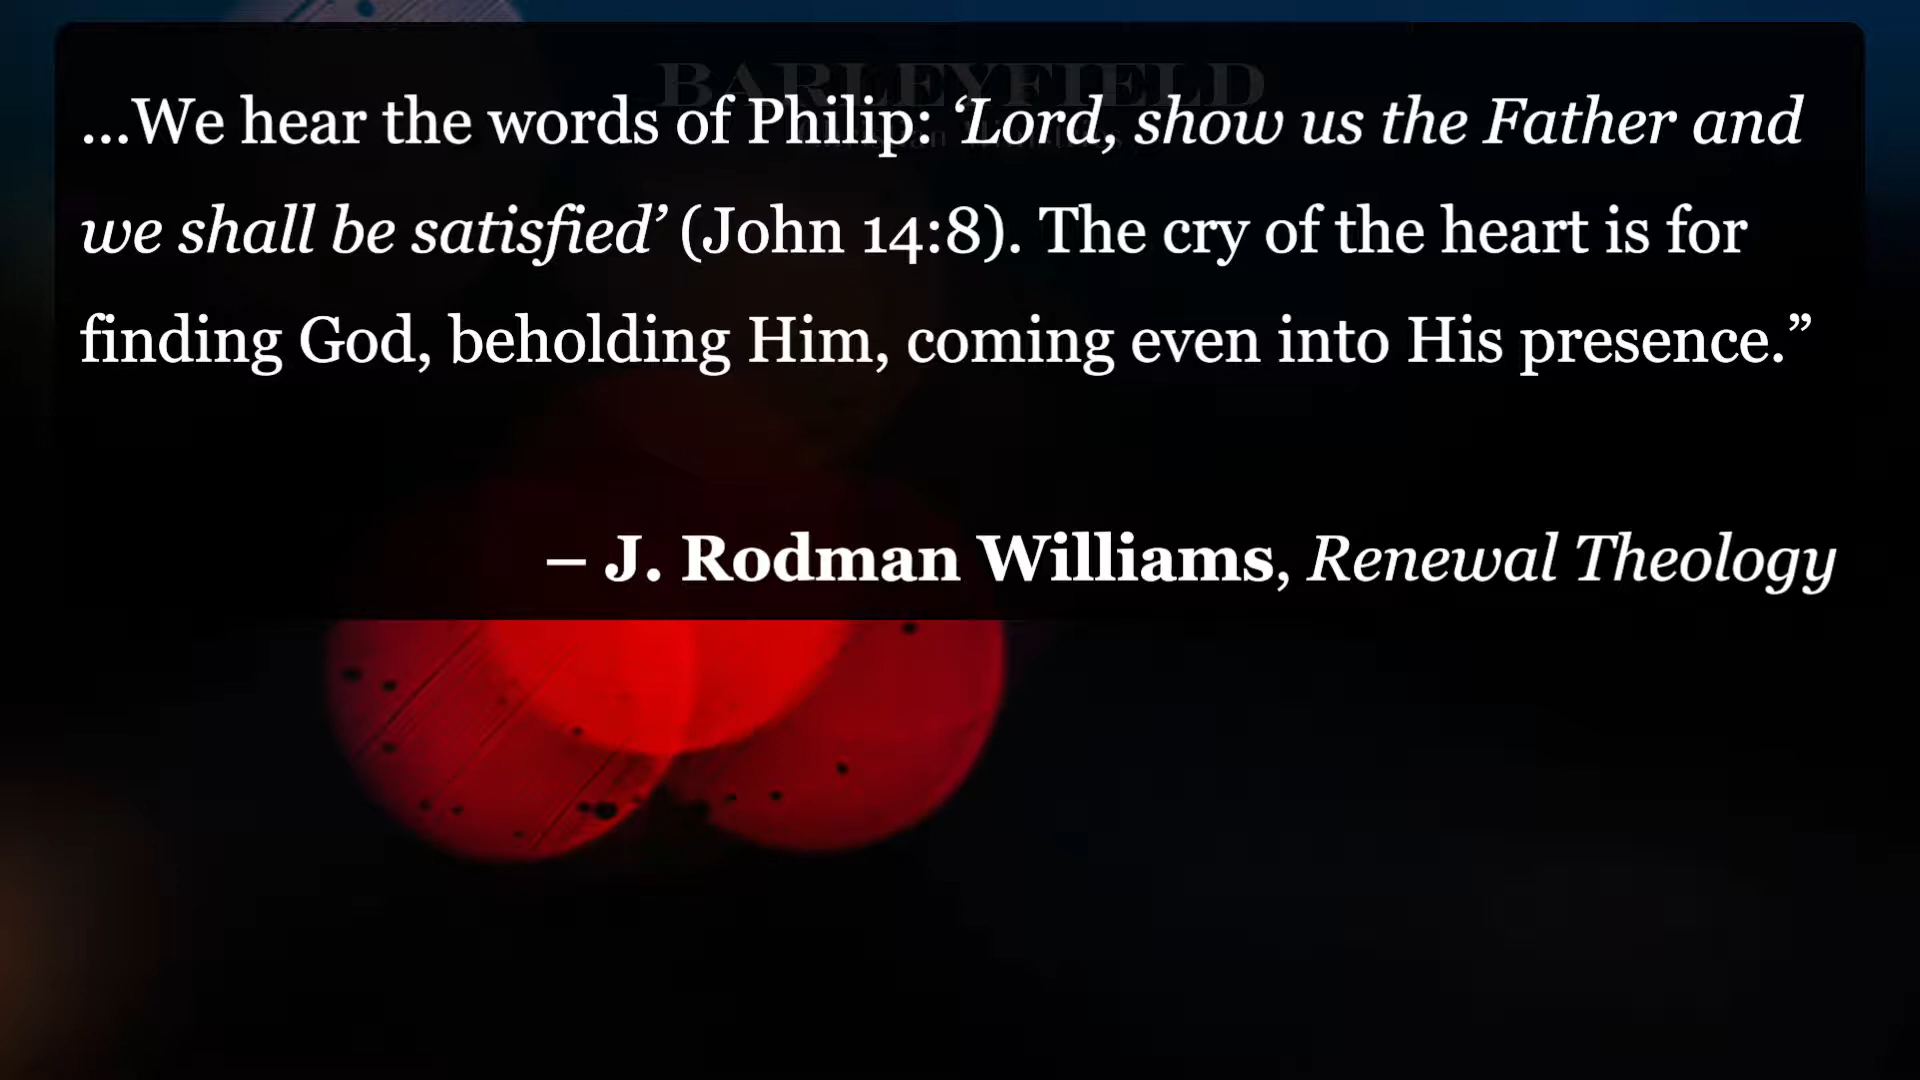 BARLEYFIELD
...We hear the words of Philip: ‘Lord, show us the Father and
we shall be satisfied’ (John 14:8). The cry of the heart is for
finding God, beholding Him, coming even into His presence.”
– J. Rodman Williams, Renewal Theology